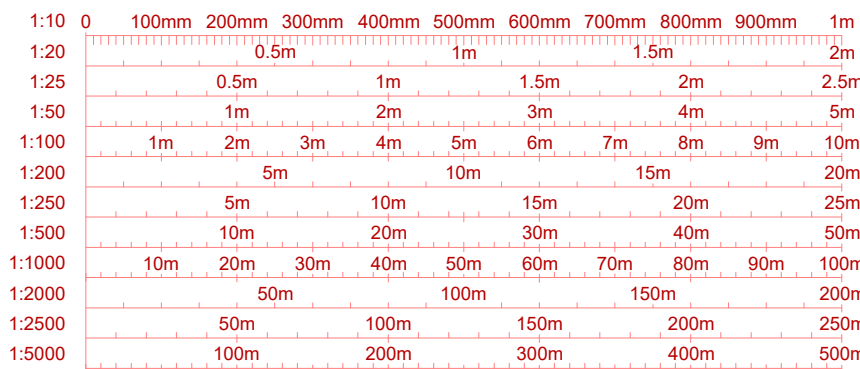 1:10 0 100mm 200mm 300mm 400mm 500mm 600mm 700mm 800mm 900mm 1m
1:20 0.5m 1m 1.5m 2m
1:25 0.5m 1m 1.5m 2m 2.5m
1:50 1m 2m 3m 4m 5m
1:100 1m 2m 3m 4m 5m 6m 7m 8m 9m 10m
1:200 5m 10m 15m 20m
1:250 5m 10m 15m 20m 25m
1:500 10m 20m 30m 40m 50m
1:1000 10m 20m 30m 40m 50m 60m 70m 80m 90m 100m
1:2000 50m 100m 150m 200m
1:2500 50m 100m 150m 200m 250m
1:5000 100m 200m 300m 400m 500m